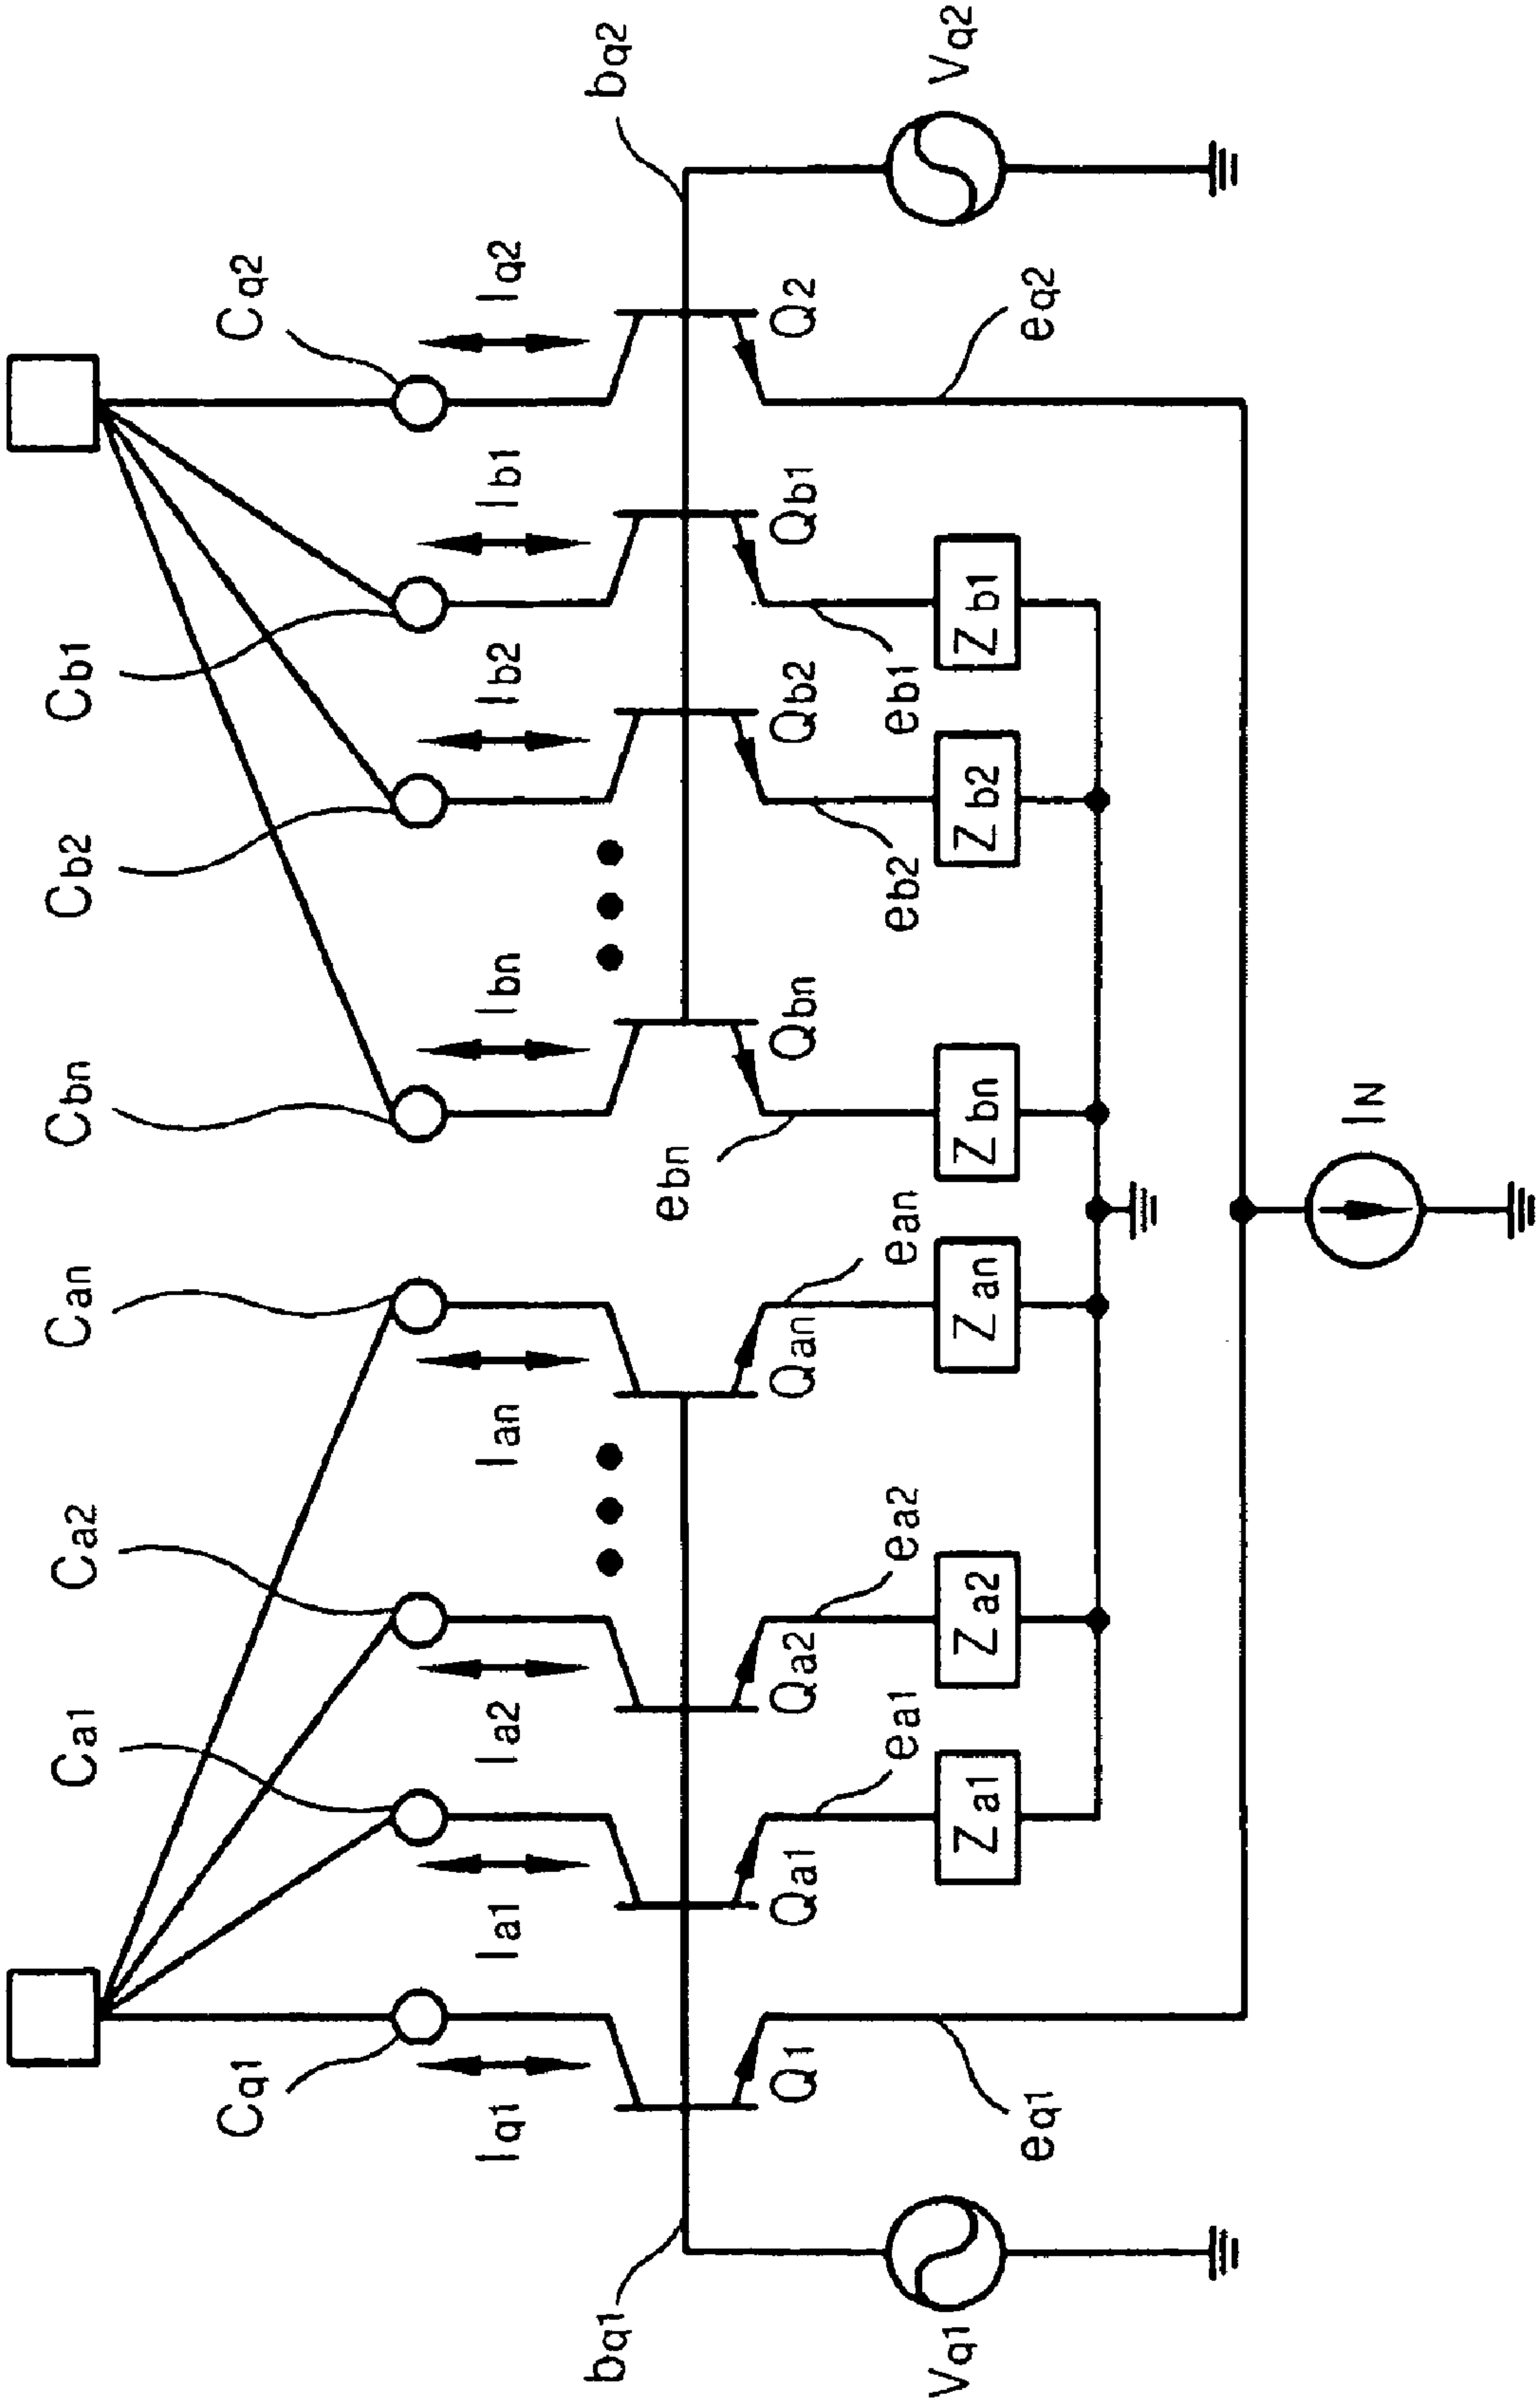 Cq1
Ca1
Ca2
Can
Cbn
Cb2
Cb1
Cq2
Iq1
Ia1
Ia2
Ian
Ibn
Ib2
Ib1
Iq2
bq1
bq2
Q1
Qa1
Qa2
Qan
Qbn
Qb2
Qb1
Q2
ea1
ea2
ean
ebn
eb2
eb1
Vq1
Za1
Za2
Zan
Zbn
Zb2
Zb1
Vq2
eq1
eq2
IN